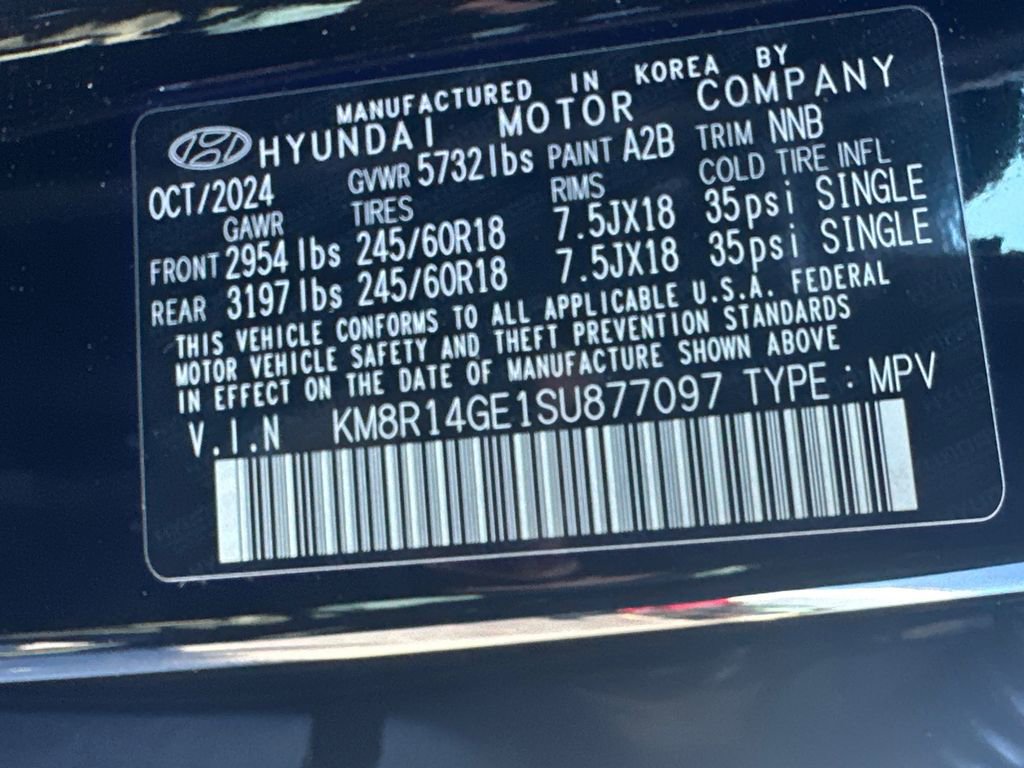 MANUFACTURED IN KOREA BY
HYUNDAI MOTOR COMPANY
OCT/2024 GVWR 5732lbs PAINT A2B TRIM NNB
GAWR TIRES RIMS COLD TIRE INFL
FRONT 2954 lbs 245/60R18 7.5JX18 35psi SINGLE
REAR 3197 lbs 245/60R18 7.5JX18 35psi SINGLE
THIS VEHICLE CONFORMS TO ALL APPLICABLE U.S.A. FEDERAL
MOTOR VEHICLE SAFETY AND THEFT PREVENTION STANDARDS
IN EFFECT ON THE DATE OF MANUFACTURE SHOWN ABOVE
V.I.N KM8R14GE1SU877097 TYPE : MPV